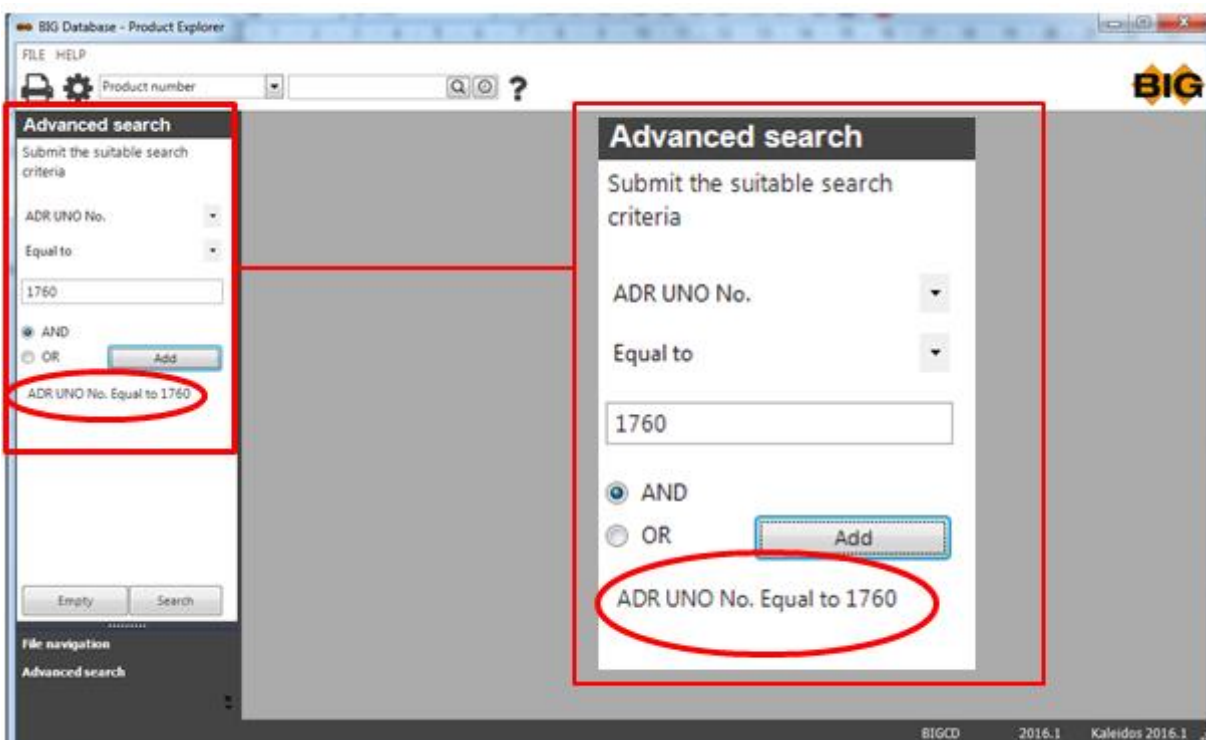 BIG Database - Product Explorer
FILE HELP
Product number
?
BIG
Advanced search
Submit the suitable search
criteria
ADR UNO No.
Equal to
1760
AND
OR
Add
ADR UNO No. Equal to 1760
Empty
Search
File navigation
Advanced search
Advanced search
Submit the suitable search
criteria
ADR UNO No.
Equal to
1760
AND
OR
Add
ADR UNO No. Equal to 1760
BIGCD 2016.1 Kaleidos 2016.1